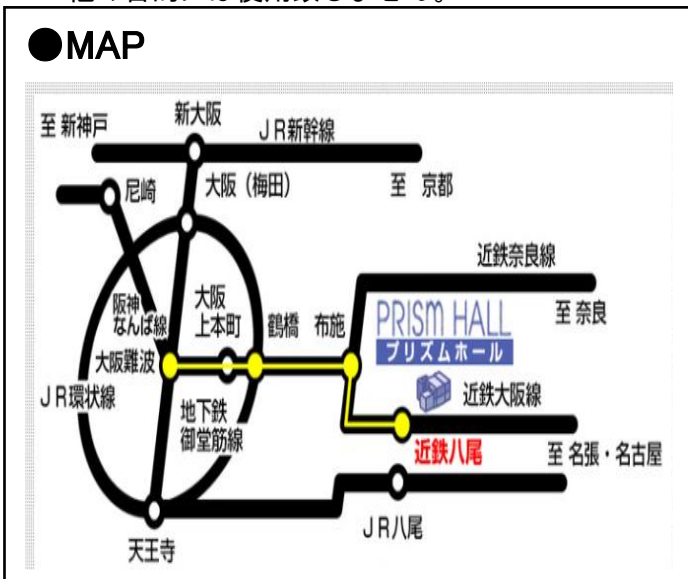 ●MAP
新大阪
至 新神戸
JR新幹線
尼崎
大阪（梅田）
至 京都
近鉄奈良線
阪神
なんば線
大阪
上本町
鶴橋
布施
PRISM HALL
プリズムホール
至 奈良
大阪難波
JR環状線
地下鉄
御堂筋線
近鉄大阪線
近鉄八尾
至 名張・名古屋
JR八尾
天王寺